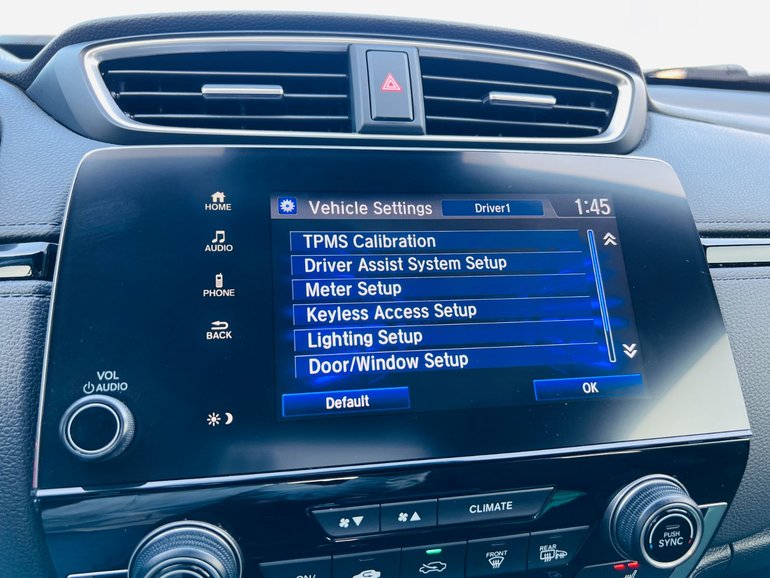 HOME
AUDIO
PHONE
BACK
VOL
AUDIO
Vehicle Settings Driver1 1:45
TPMS Calibration
Driver Assist System Setup
Meter Setup
Keyless Access Setup
Lighting Setup
Door/Window Setup
Default OK
CLIMATE
ON
FRONT
REAR
PUSH
SYNC